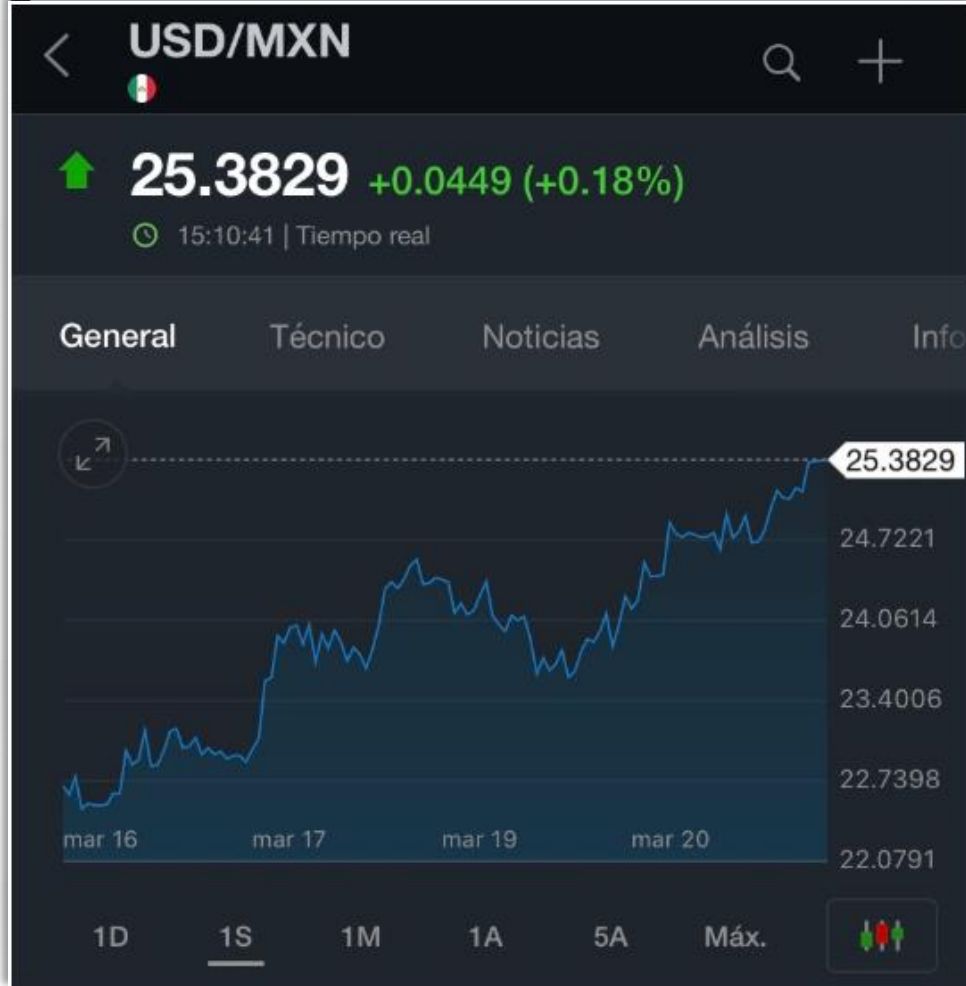 USD/MXN
25.3829 +0.0449 (+0.18%)
15:10:41 | Tiempo real
General Técnico Noticias Análisis Info
25.3829
24.7221
24.0614
23.4006
22.7398
mar 16 mar 17 mar 19 mar 20
22.0791
1D 1S 1M 1A 5A Máx.